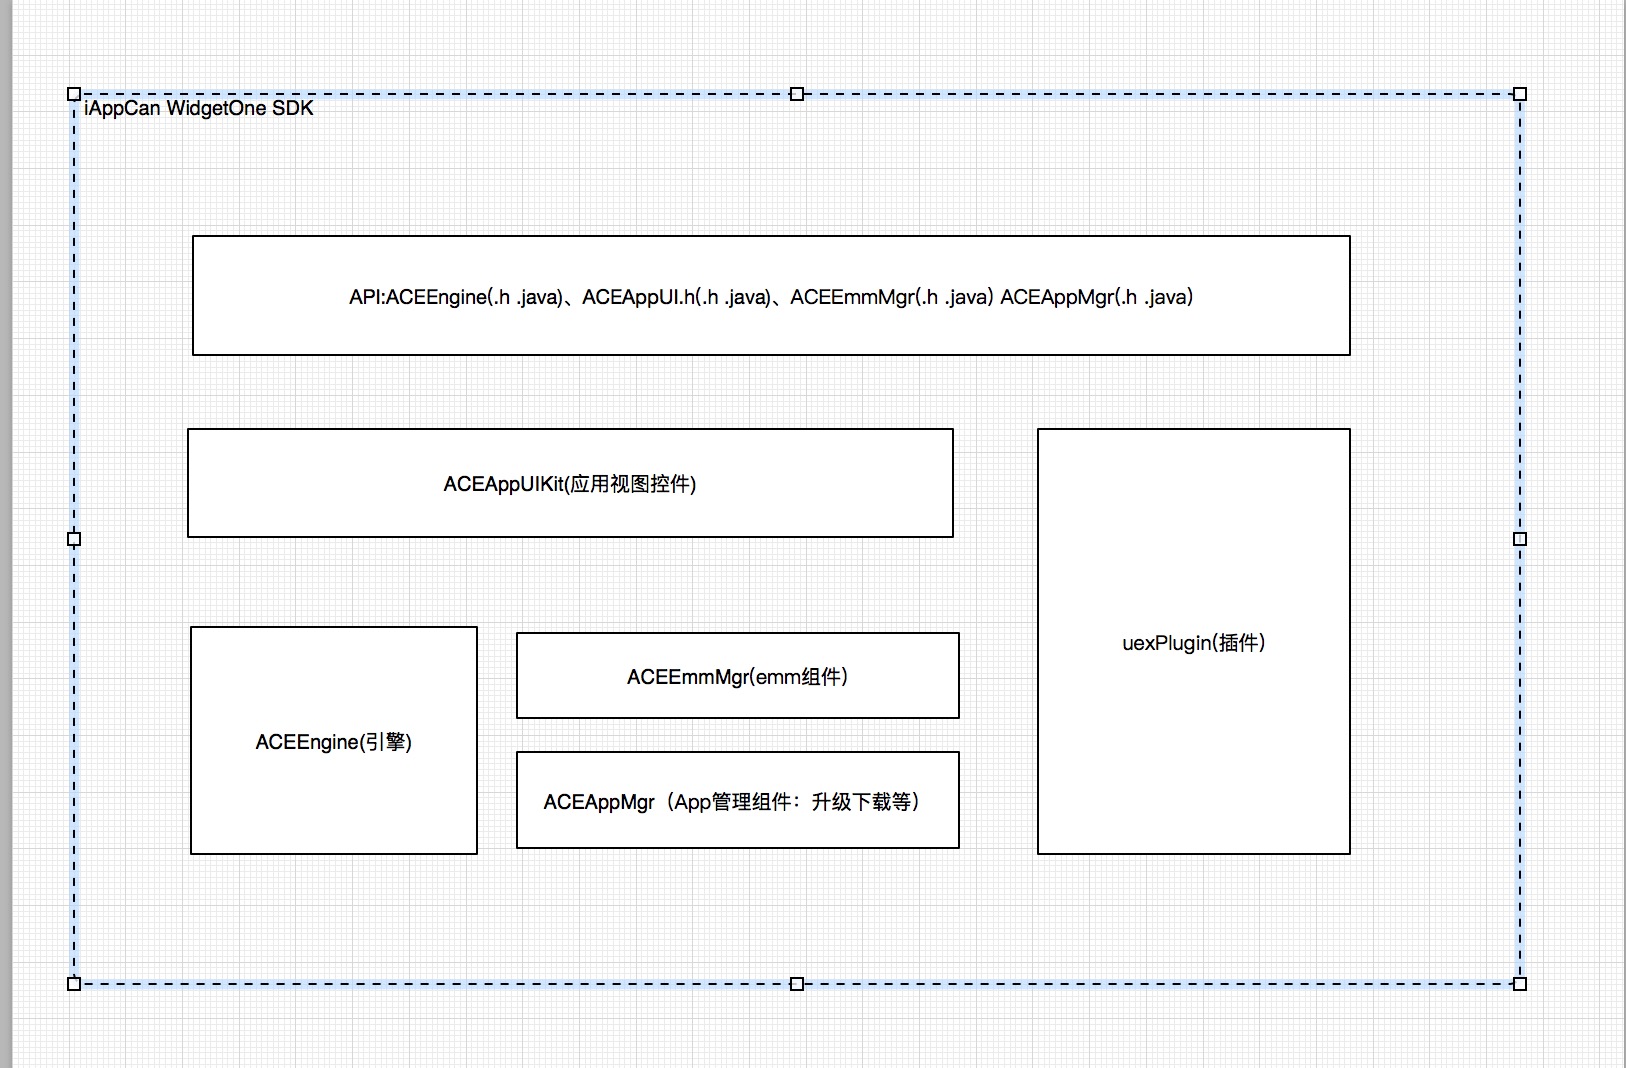 iAppCan WidgetOne SDK
API:ACEEngine(.h .java)、ACEAppUI.h(.h .java)、ACEEmmMgr(.h .java) ACEAppMgr(.h .java)
ACEAppUIKit(应用视图控件)
uexPlugin(插件)
ACEEmmMgr(emm组件)
ACEEngine(引擎)
ACEAppMgr（App管理组件：升级下载等）